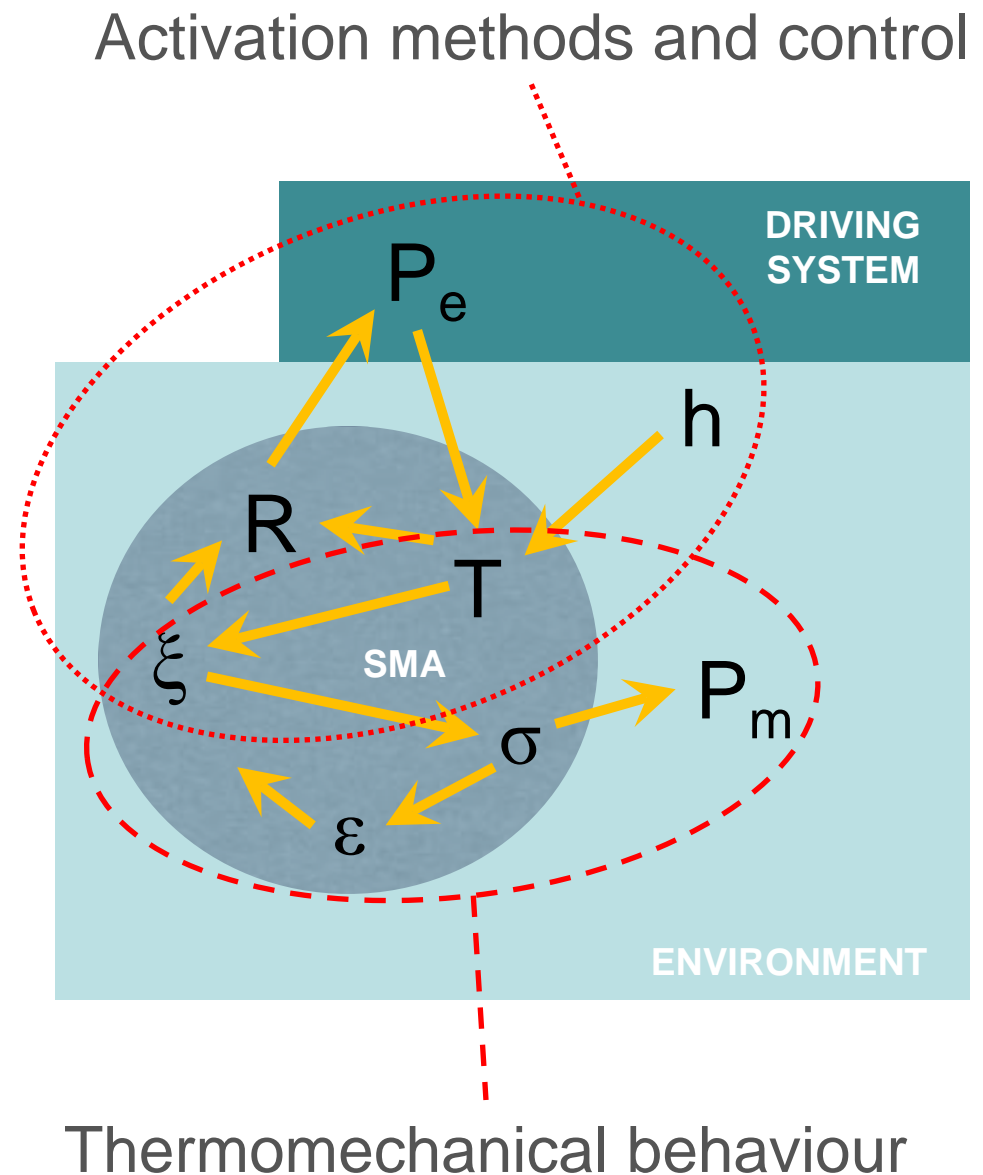 Activation methods and control
DRIVING
SYSTEM
Pe
h
R
T
ξ
SMA
Pm
σ
ε
ENVIRONMENT
Thermomechanical behaviour